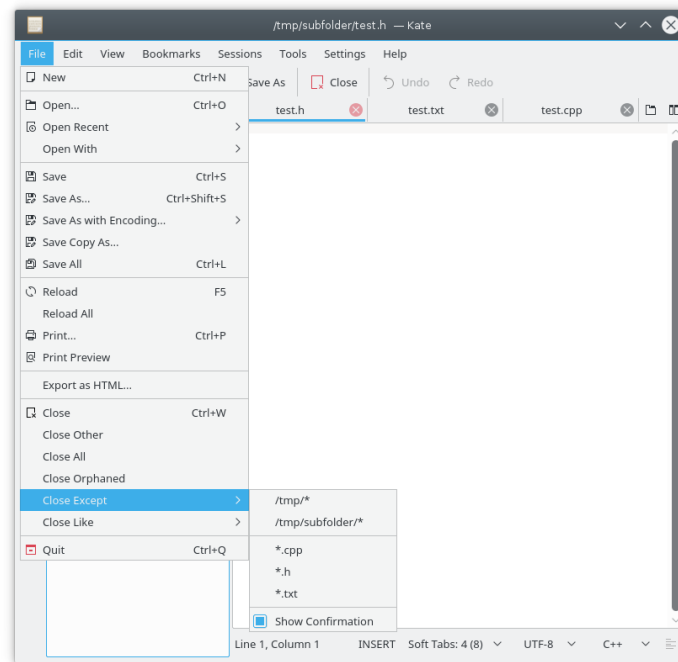 /tmp/subfolder/test.h — Kate
File Edit View Bookmarks Sessions Tools Settings Help
New Ctrl+N
Save As Close Undo Redo
Open... Ctrl+O
test.h test.txt test.cpp
Open Recent
Open With
Save Ctrl+S
Save As... Ctrl+Shift+S
Save As with Encoding...
Save Copy As...
Save All Ctrl+L
Reload F5
Reload All
Print... Ctrl+P
Print Preview
Export as HTML...
Close Ctrl+W
Close Other
Close All
Close Orphaned
Close Except
/tmp/*
Close Like
/tmp/subfolder/*
Quit Ctrl+Q
*.cpp
*.h
*.txt
Show Confirmation
Line 1, Column 1 INSERT Soft Tabs: 4 (8) UTF-8 C++